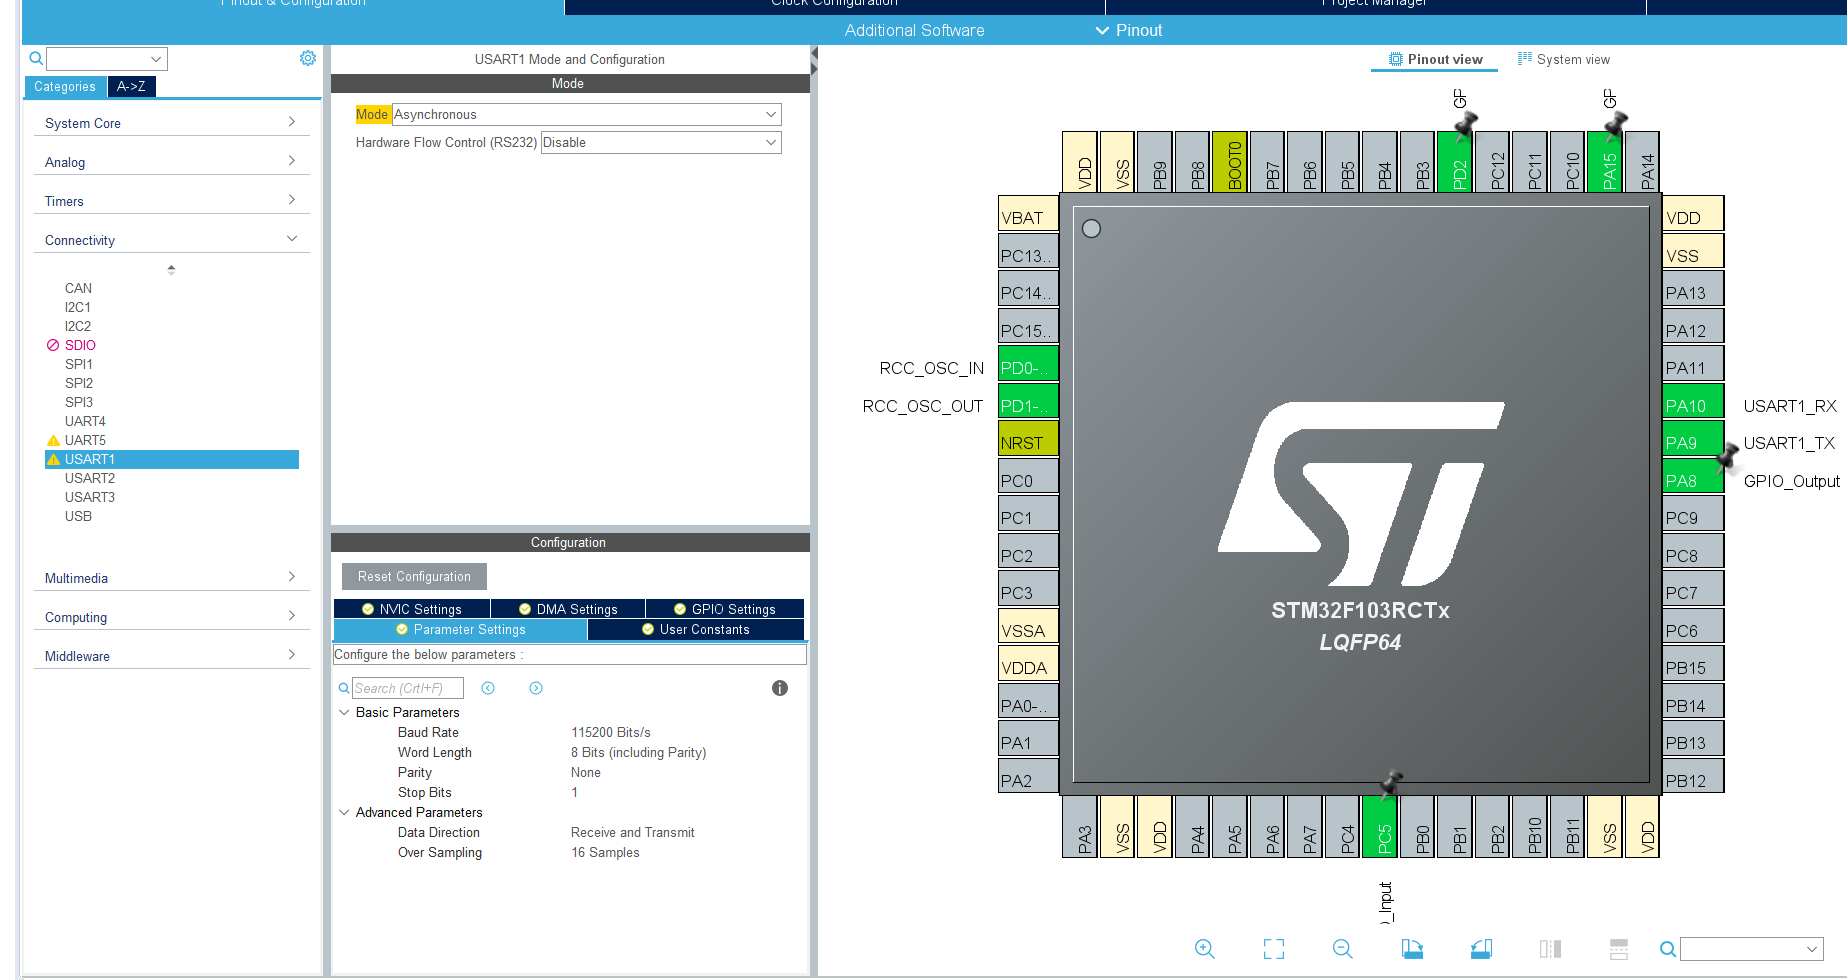 Pinout & Configuration
Clock Configuration
Project Manager
Additional Software
Pinout
Categories
A->Z
System Core
Analog
Timers
Connectivity
CAN
I2C1
I2C2
SDIO
SPI1
SPI2
SPI3
UART4
UART5
USART1
USART2
USART3
USB
Multimedia
Computing
Middleware
USART1 Mode and Configuration
Mode
Mode Asynchronous
Hardware Flow Control (RS232) Disable
Configuration
Reset Configuration
NVIC Settings
DMA Settings
GPIO Settings
Parameter Settings
User Constants
Configure the below parameters :
Search (Crtl+F)
Basic Parameters
Baud Rate 115200 Bits/s
Word Length 8 Bits (including Parity)
Parity None
Stop Bits 1
Advanced Parameters
Data Direction Receive and Transmit
Over Sampling 16 Samples
Pinout view
System view
GP
GP
VDD
VSS
PB9
PB8
BOOT0
PB7
PB6
PB5
PB4
PB3
PD2
PC12
PC11
PC10
PA15
PA14
VBAT
PC13..
PC14..
PC15..
RCC_OSC_IN PD0-..
RCC_OSC_OUT PD1-..
NRST
PC0
PC1
PC2
PC3
VSSA
VDDA
PA0-..
PA1
PA2
STM32F103RCTx
LQFP64
VDD
VSS
PA13
PA12
PA11
PA10 USART1_RX
PA9 USART1_TX
PA8 GPIO_Output
PC9
PC8
PC7
PC6
PB15
PB14
PB13
PB12
PA3
VSS
VDD
PA4
PA5
PA6
PA7
PC4
PC5
PB0
PB1
PB2
PB10
PB11
VSS
VDD
_Input